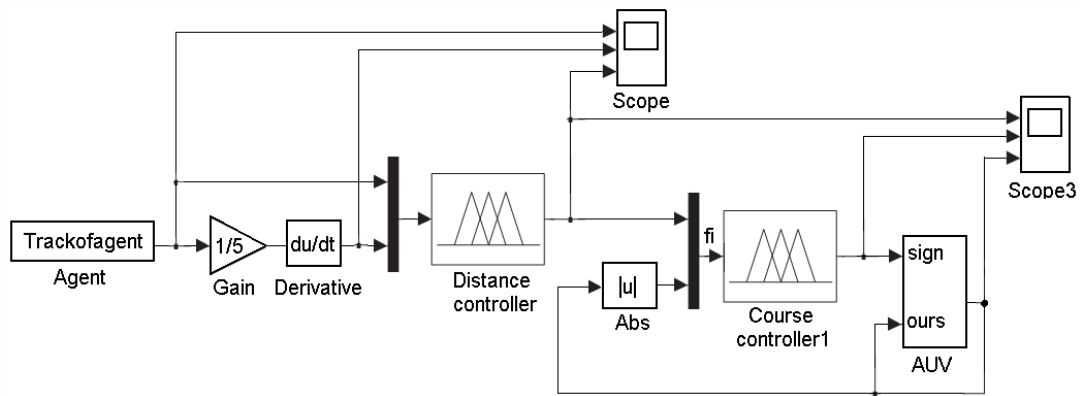 Scope
Scope3
Trackofagent
Agent
1/5
Gain
du/dt
Derivative
Distance
controller
|u|
Abs
fi
Course
controller1
sign
ours
AUV